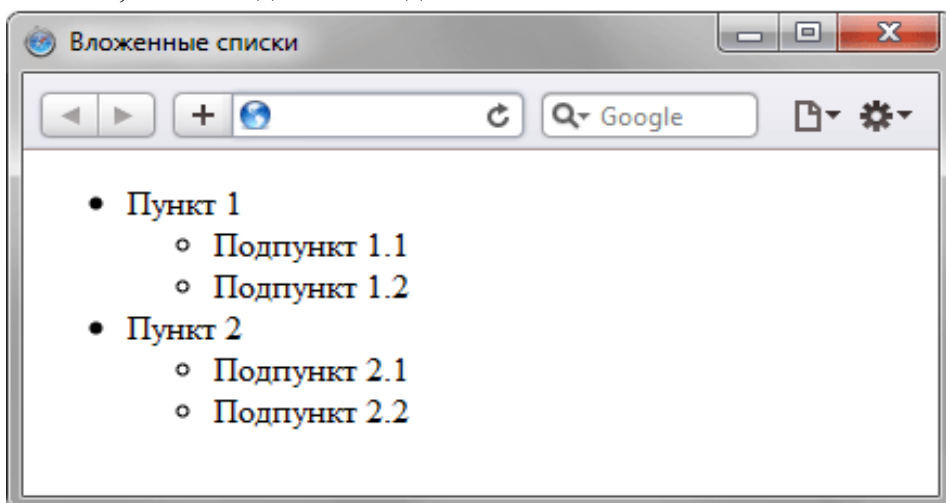 Вложенные списки
Google
Пункт 1
Подпункт 1.1
Подпункт 1.2
Пункт 2
Подпункт 2.1
Подпункт 2.2